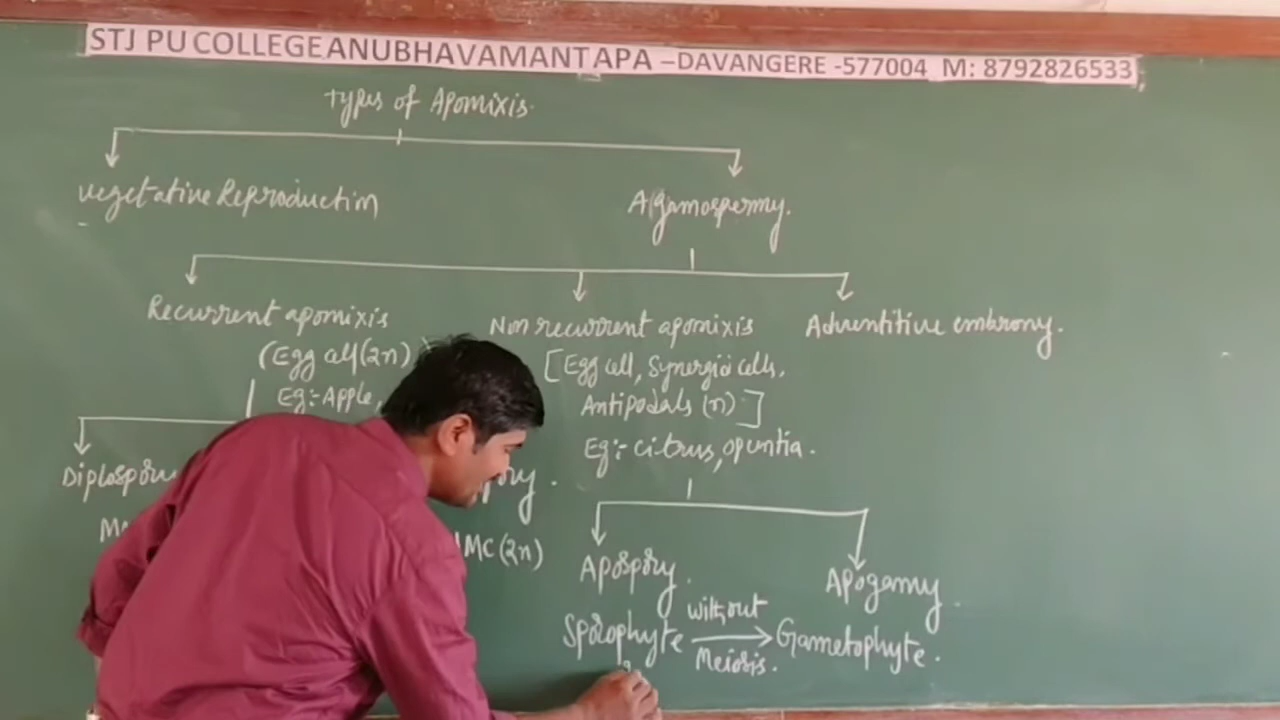 STJ PU COLLEGE ANUBHAVAMANTAPA –DAVANGERE -577004 M: 8792826533
Types of Apomixis.
Vegetative Reproduction
Agamospermy.
Recurrent apomixis
Non recurrent apomixis
Adventitive embrony.
(Egg cell (2n)
Eg:- Apple,
[Egg cell, Synergid cells,
Antipodals (n).]
Eg:- citrus, opuntia.
MC (2n)
Apospory.
Apogamy.
Sporophyte without Meiosis. Gametophyte.